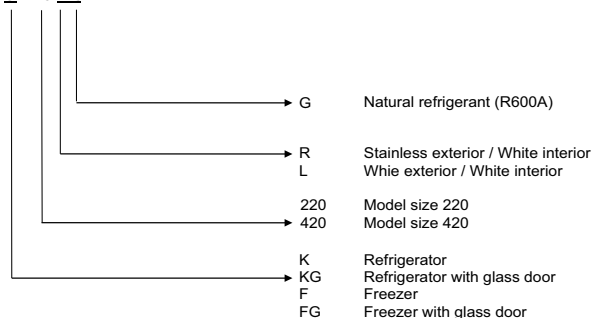 G Natural refrigerant (R600A)
R Stainless exterior / White interior
L Whie exterior / White interior
220 Model size 220
420 Model size 420
K Refrigerator
KG Refrigerator with glass door
F Freezer
FG Freezer with glass door